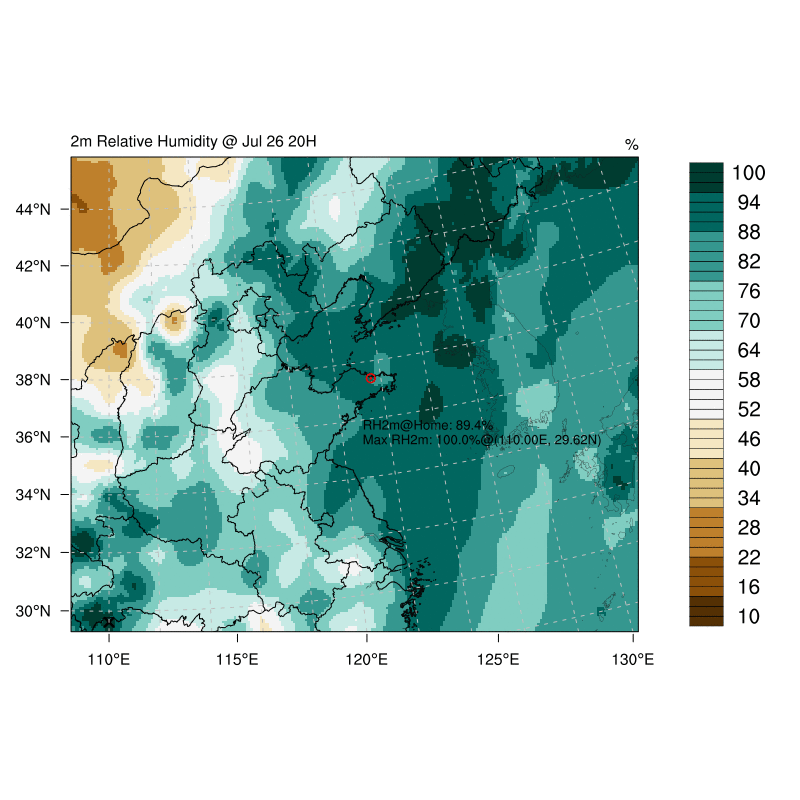 2m Relative Humidity @ Jul 26 20H
%
100
94
88
82
76
70
64
58
52
46
40
34
28
22
16
10
44°N
42°N
40°N
38°N
36°N
34°N
32°N
30°N
RH2m@Home: 89.4%
Max RH2m: 100.0%@(110.00E, 29.62N)
110°E 115°E 120°E 125°E 130°E